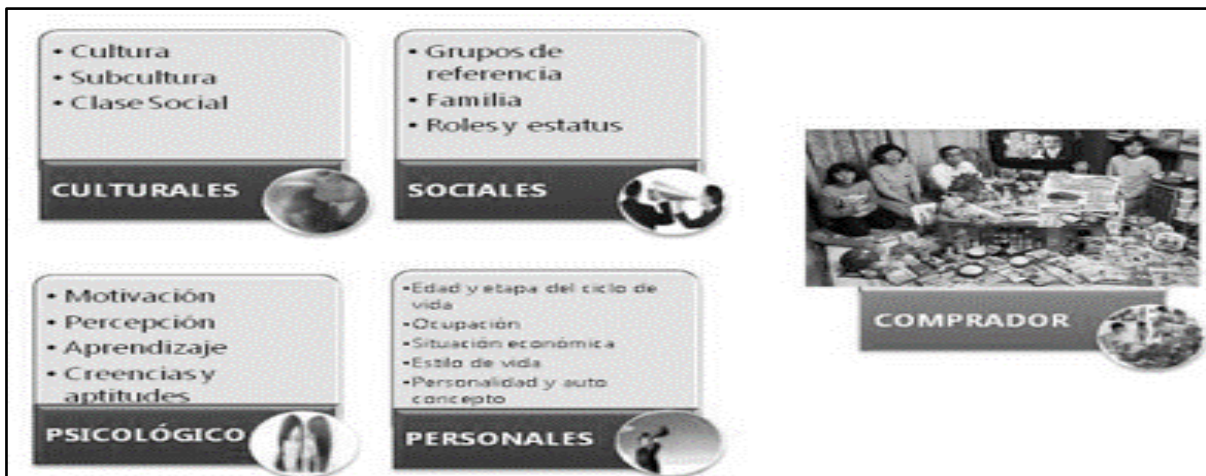 • Cultura
• Subcultura
• Clase Social
CULTURALES
• Grupos de
referencia
• Familia
• Roles y estatus
SOCIALES
• Motivación
• Percepción
• Aprendizaje
• Creencias y
aptitudes
PSICOLÓGICO
•Edad y etapa del ciclo de
vida
•Ocupación
•Situación económica
•Estilo de vida
•Personalidad y auto
concepto
PERSONALES
COMPRADOR